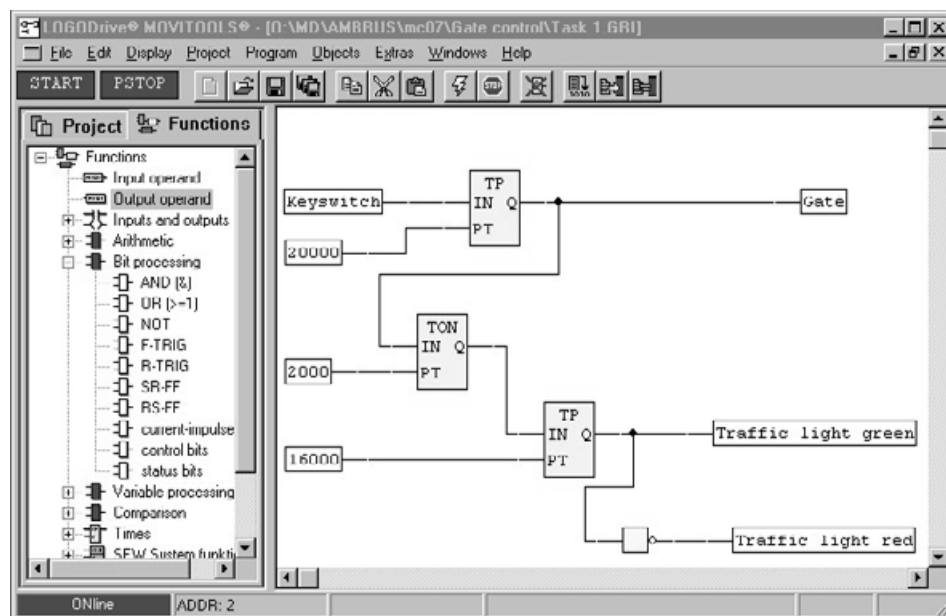 LOGODrive® MOVITOOLS® - [O:\MD\AMBRUS\mc07\Gate control\Task 1.GRI]
File Edit Display Project Program Objects Extras Windows Help
START PSTOP
Project Functions
Functions
Input operand
Output operand
Inputs and outputs
Arithmetic
Bit processing
AND (&)
OR (>=1)
NOT
F-TRIG
R-TRIG
SR-FF
RS-FF
current-impulse
control bits
status bits
Variable processing
Comparison
Times
SEW System funkti
TP
Keyswitch IN Q Gate
PT
20000
TON
IN Q
2000 PT
TP
IN Q Traffic light green
16000 PT
Traffic light red
ONline ADDR: 2